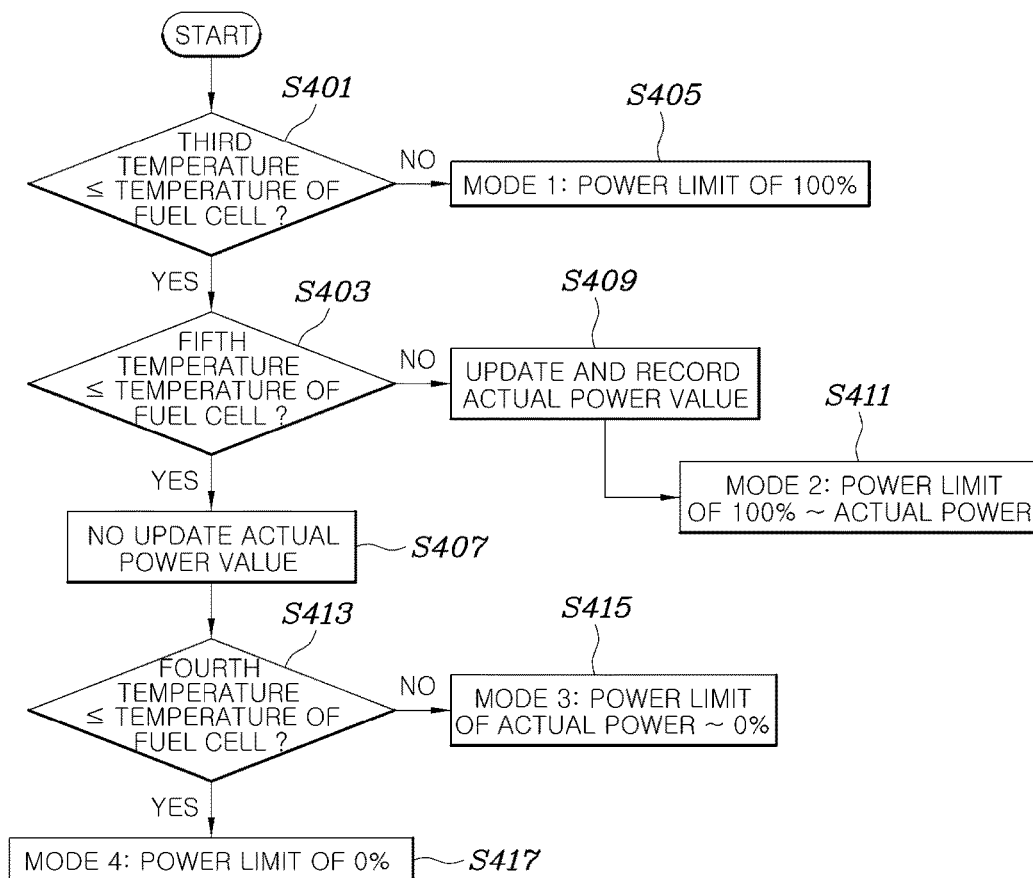 START
S401
THIRD
TEMPERATURE
≤ TEMPERATURE OF
FUEL CELL ?
NO
S405
MODE 1: POWER LIMIT OF 100%
YES
S403
FIFTH
TEMPERATURE
≤ TEMPERATURE OF
FUEL CELL ?
NO
S409
UPDATE AND RECORD
ACTUAL POWER VALUE
S411
MODE 2: POWER LIMIT
OF 100% ~ ACTUAL POWER
YES
NO UPDATE ACTUAL
POWER VALUE
S407
S413
FOURTH
TEMPERATURE
≤ TEMPERATURE OF
FUEL CELL ?
NO
S415
MODE 3: POWER LIMIT
OF ACTUAL POWER ~ 0%
YES
MODE 4: POWER LIMIT OF 0%
S417